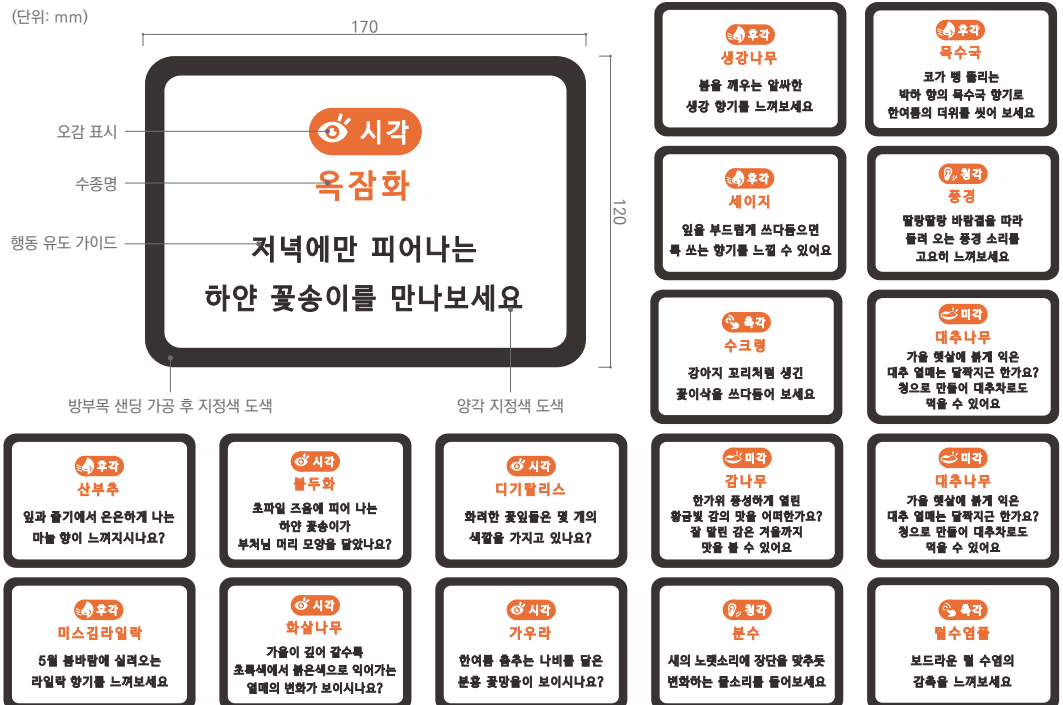 (단위: mm)
170
120
시각
옥잠화
저녁에만 피어나는
하얀 꽃송이를 만나보세요
오감 표시
수종명
행동 유도 가이드
방부목 샌딩 가공 후 지정색 도색
양각 지정색 도색
후각
생강나무
봄을 깨우는 알싸한
생강 향기를 느껴보세요
후각
목수국
코가 뻥 뚫리는
박하 향의 목수국 향기로
한여름의 더위를 씻어 보세요
후각
세이지
잎을 부드럽게 쓰다듬으면
톡 쏘는 향기를 느낄 수 있어요
청각
풍경
딸랑딸랑 바람결을 따라
들려 오는 풍경 소리를
고요히 느껴보세요
촉각
수크령
강아지 꼬리처럼 생긴
꽃이삭을 쓰다듬어 보세요
미각
대추나무
가을 햇살에 붉게 익은
대추 열매는 달짝지근 한가요?
청으로 만들어 대추차로도
먹을 수 있어요
후각
산부추
잎과 줄기에서 은은하게 나는
마늘 향이 느껴지시나요?
시각
불두화
초파일 즈음에 피어 나는
하얀 꽃송이가
부처님 머리 모양을 닮았나요?
시각
디기탈리스
화려한 꽃잎들은 몇 개의
색깔을 가지고 있나요?
미각
감나무
한가위 풍성하게 열린
황금빛 감의 맛을 어떠한가요?
잘 말린 감은 겨울까지
맛을 볼 수 있어요
미각
대추나무
가을 햇살에 붉게 익은
대추 열매는 달짝지근 한가요?
청으로 만들어 대추차로도
먹을 수 있어요
후각
미스김라일락
5월 봄바람에 실려오는
라일락 향기를 느껴보세요
시각
화살나무
가을이 깊어 갈수록
초록색에서 붉은색으로 익어가는
열매의 변화가 보이시나요?
시각
가우라
한여름 춤추는 나비를 닮은
분홍 꽃망울이 보이시나요?
청각
분수
새의 노랫소리에 장단을 맞추듯
변화하는 물소리를 들어보세요
촉각
털수염풀
보드라운 털 수염의
감촉을 느껴보세요